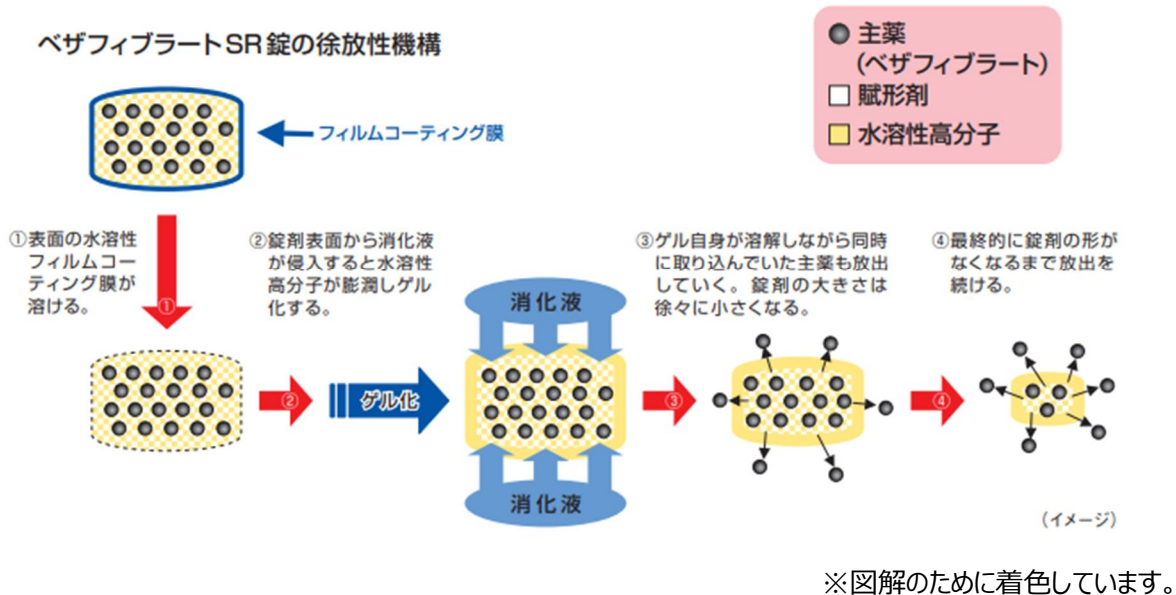 ベザフィブラートSR錠の徐放性機構
主薬
(ベザフィブラート)
賦形剤
水溶性高分子
フィルムコーティング膜
①表面の水溶性
フィルムコー
ティング膜が
溶ける。
②錠剤表面から消化液
が侵入すると水溶性
高分子が膨潤しゲル
化する。
③ゲル自身が溶解しながら同時
に取り込んでいた主薬も放出
していく。錠剤の大きさは
徐々に小さくなる。
④最終的に錠剤の形が
なくなるまで放出を
続ける。
①
消化液
②
ゲル化
③
④
消化液
(イメージ)
※図解のために着色しています。